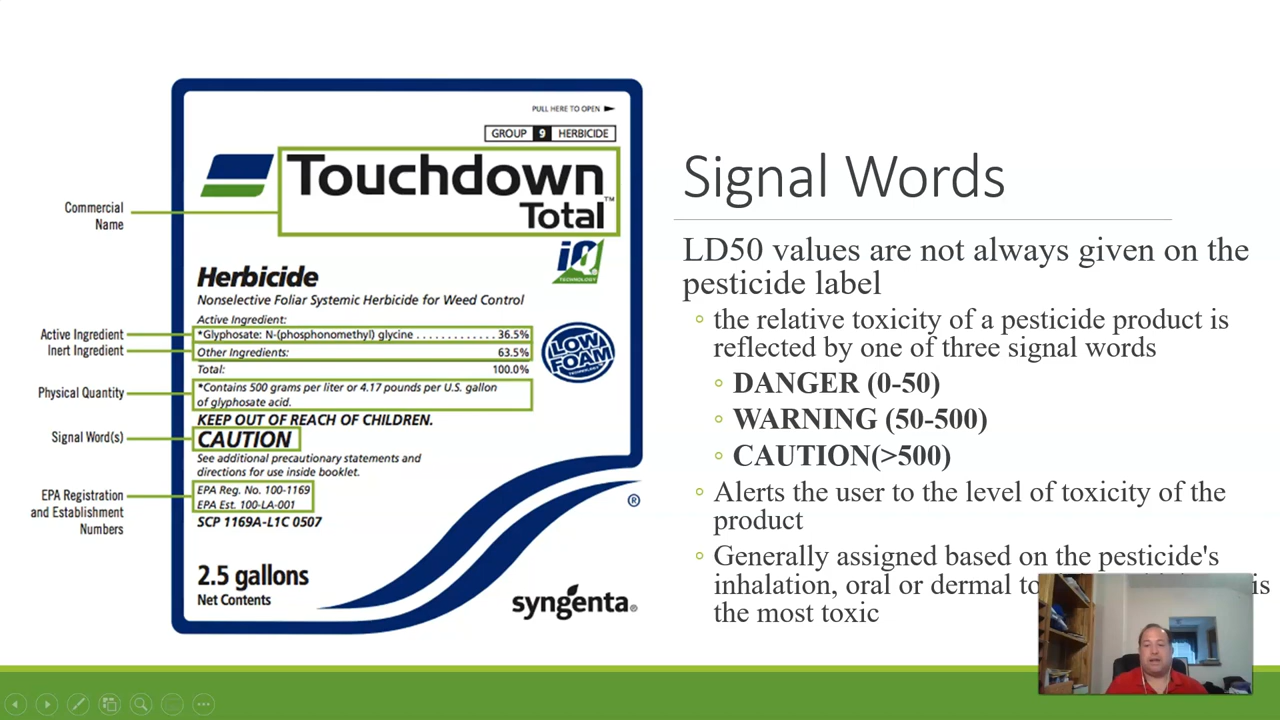 PULL HERE TO OPEN
GROUP 9 HERBICIDE
Touchdown
Total™
iQ®
TECHNOLOGY
Herbicide
Nonselective Foliar Systemic Herbicide for Weed Control
Active Ingredient:
*Glyphosate: N-(phosphonomethyl) glycine . . . . . . . . . . . . . 36.5%
Other Ingredients: 63.5%
Total: 100.0%
*Contains 500 grams per liter or 4.17 pounds per U.S. gallon
of glyphosate acid.
LOW
FOAM
TECHNOLOGY
KEEP OUT OF REACH OF CHILDREN.
CAUTION
See additional precautionary statements and
directions for use inside booklet.
EPA Reg. No. 100-1169
EPA Est. 100-LA-001
SCP 1169A-L1C 0507
®
2.5 gallons
Net Contents
syngenta®
Commercial
Name
Active Ingredient
Inert Ingredient
Physical Quantity
Signal Word(s)
EPA Registration
and Establishment
Numbers
Signal Words
LD50 values are not always given on the
pesticide label
the relative toxicity of a pesticide product is
reflected by one of three signal words
DANGER (0-50)
WARNING (50-500)
CAUTION(>500)
Alerts the user to the level of toxicity of the
product
Generally assigned based on the pesticide's
inhalation, oral or dermal is
the most toxic